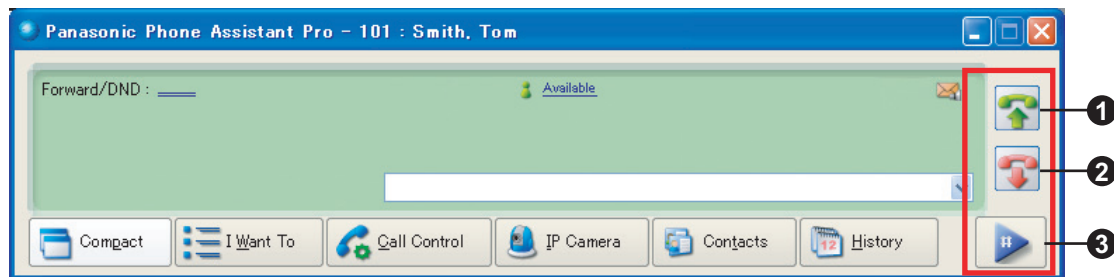 Panasonic Phone Assistant Pro - 101 : Smith, Tom
Forward/DND :
Available
1
2
Compact
I Want To
Call Control
IP Camera
Contacts
12
History
#
3